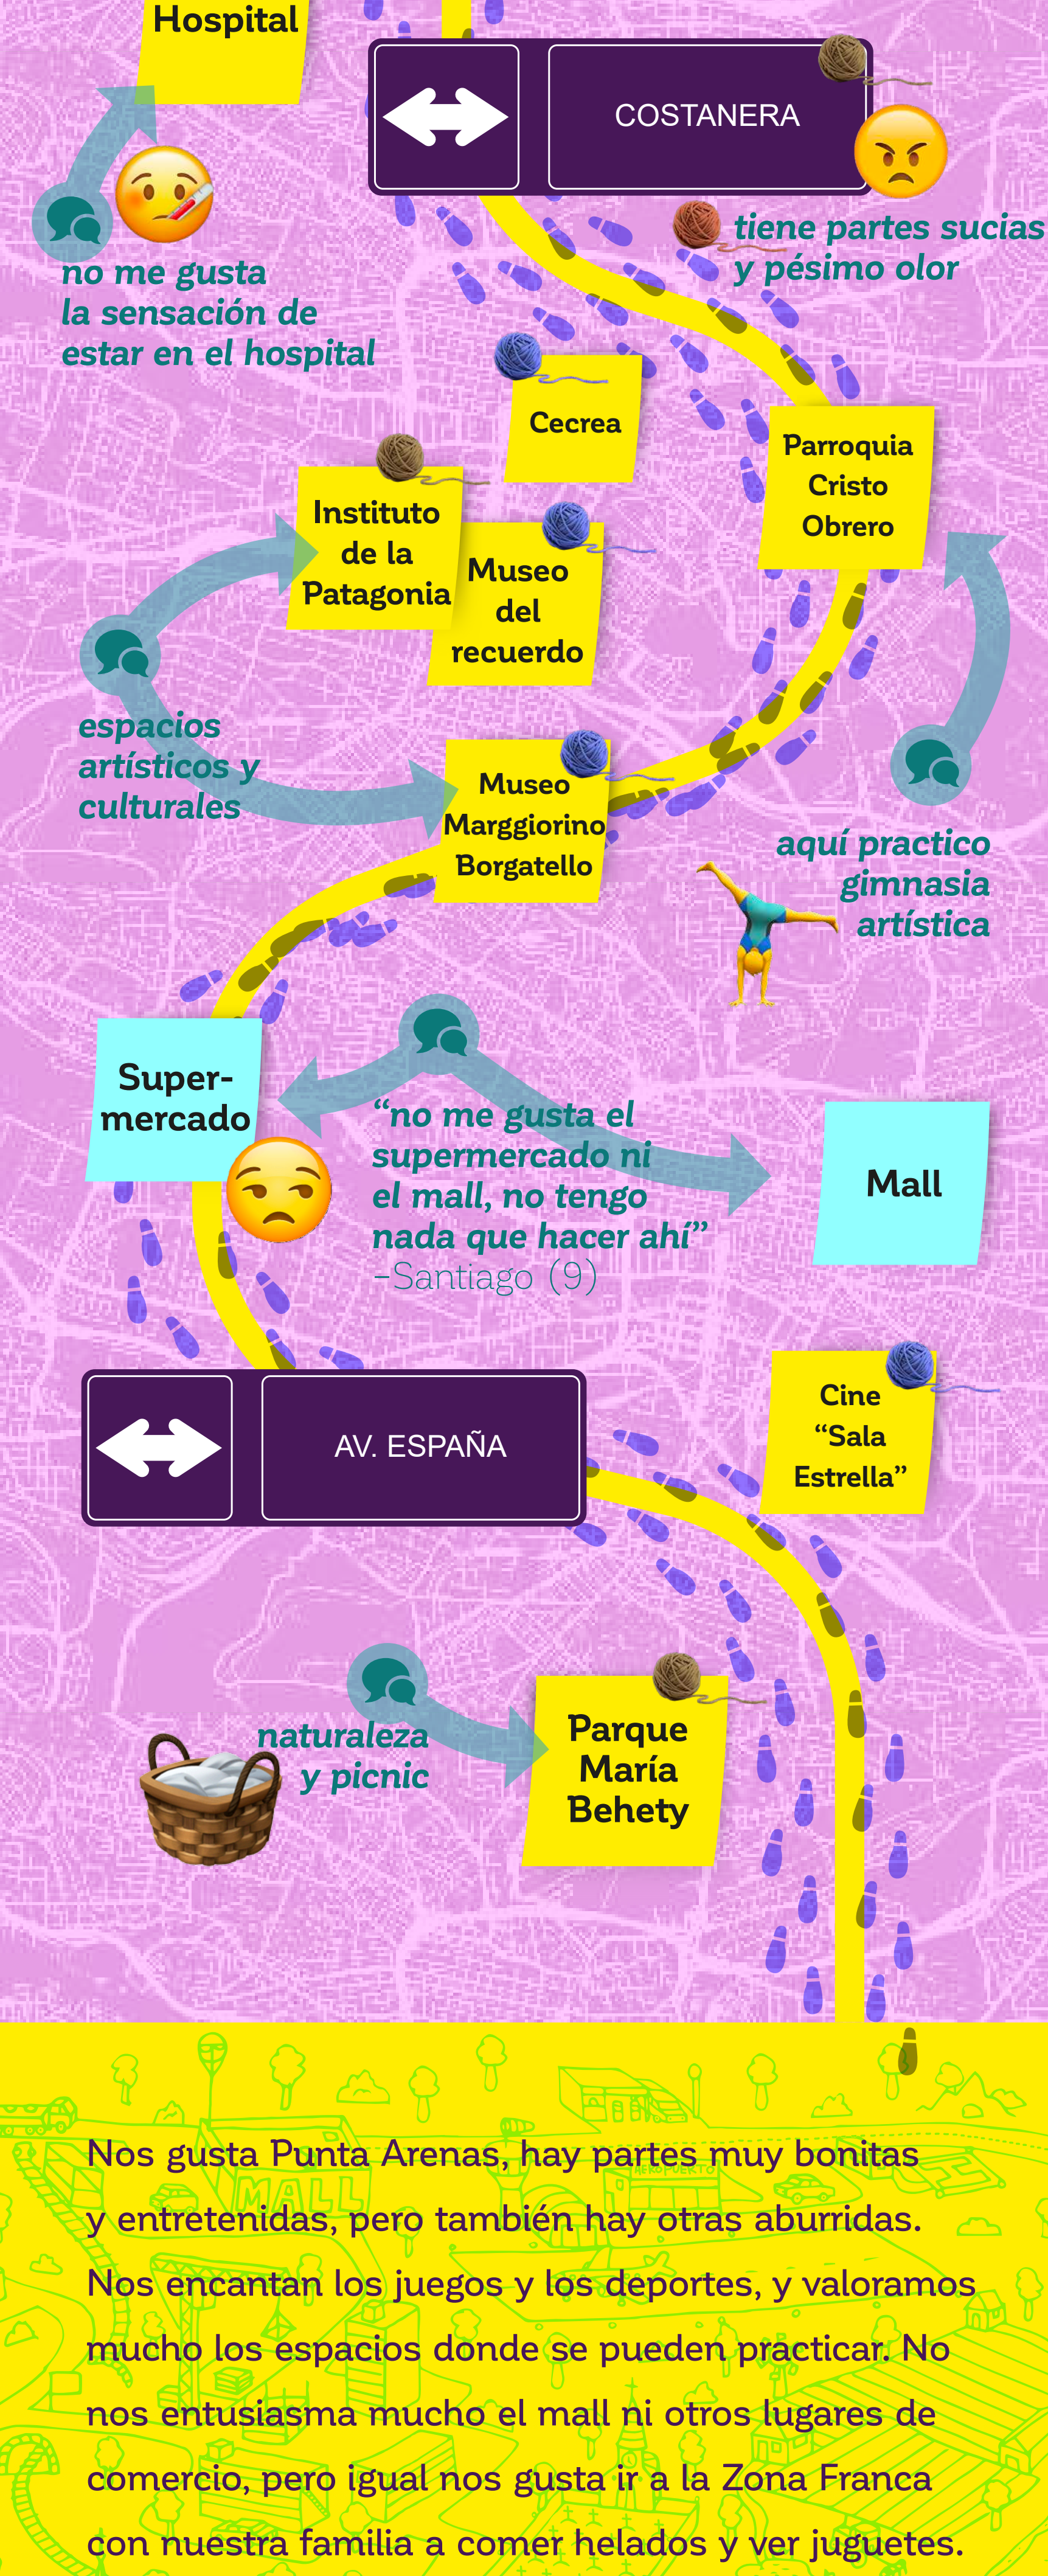 Hospital
COSTANERA
tiene partes sucias
y pésimo olor
no me gusta
la sensación de
estar en el hospital
Cecrea
Parroquia
Cristo
Obrero
Instituto
de la
Patagonia
Museo
del
recuerdo
espacios
artísticos y
culturales
Museo
Marggiorino
Borgatello
aquí practico
gimnasia
artística
Super-
mercado
“no me gusta el
supermercado ni
el mall, no tengo
nada que hacer ahí”
–Santiago (9)
Mall
Cine
“Sala
Estrella”
AV. ESPAÑA
naturaleza
y picnic
Parque
María
Behety
Nos gusta Punta Arenas, hay partes muy bonitas
AEROPUERTO
MALL
y entretenidas, pero también hay otras aburridas.
Nos encantan los juegos y los deportes, y valoramos
mucho los espacios donde se pueden practicar. No
nos entusiasma mucho el mall ni otros lugares de
comercio, pero igual nos gusta ir a la Zona Franca
con nuestra familia a comer helados y ver juguetes.